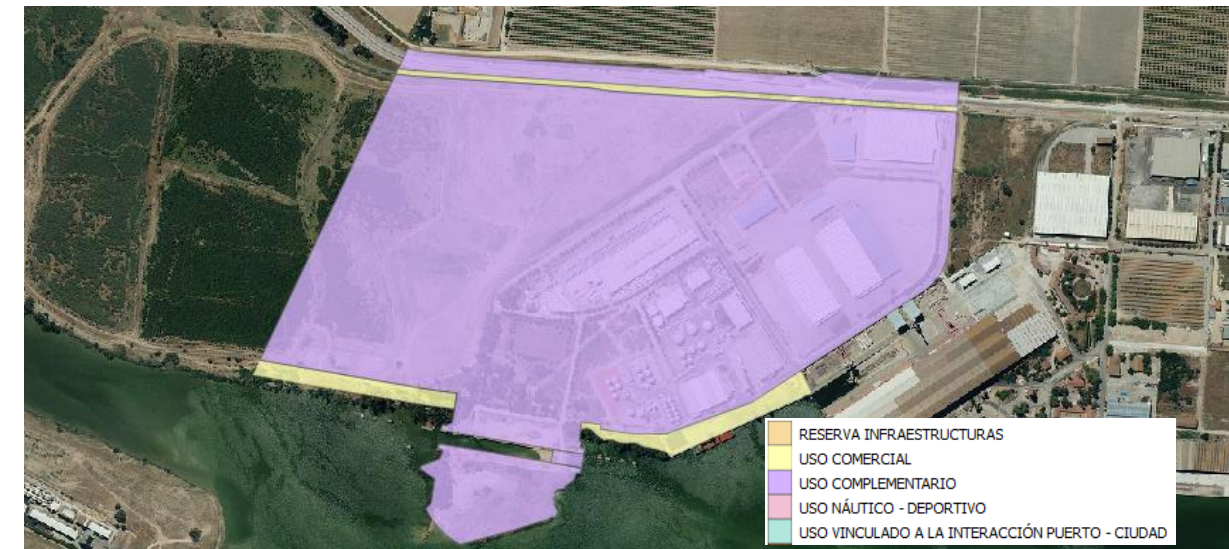 RESERVA INFRAESTRUCTURAS
USO COMERCIAL
USO COMPLEMENTARIO
USO NÁUTICO - DEPORTIVO
USO VINCULADO A LA INTERACCIÓN PUERTO - CIUDAD